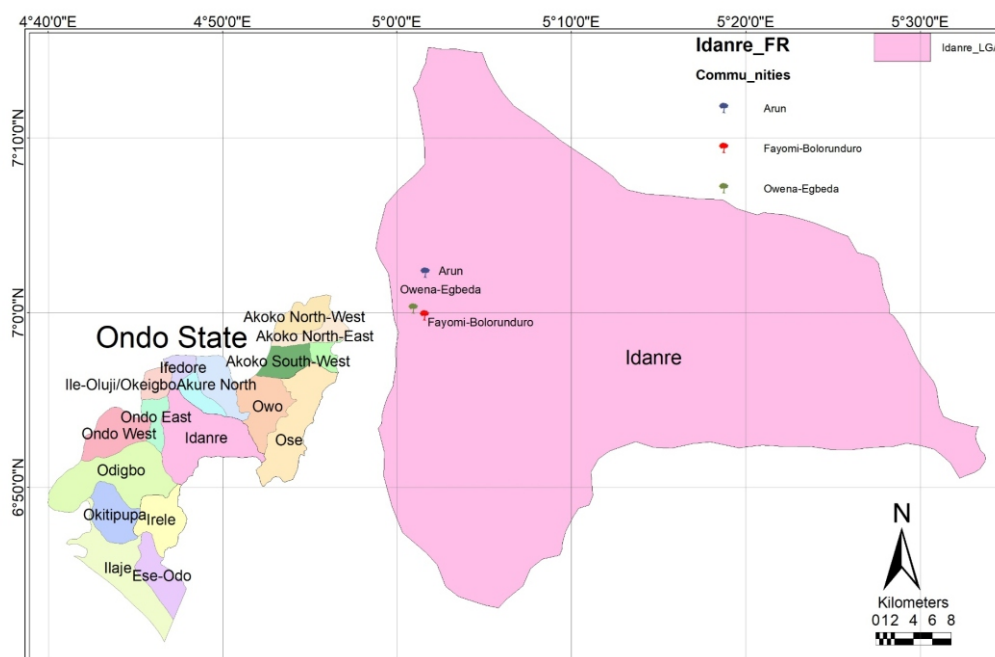 4°40'0"E
4°50'0"E
5°0'0"E
5°10'0"E
5°20'0"E
5°30'0"E
Idanre_FR
Idanre_LGA
Commu_nities
Arun
Fayomi-Bolorunduro
Owena-Egbeda
7°10'0"N
7°0'0"N
6°50'0"N
Arun
Owena-Egbeda
Fayomi-Bolorunduro
Idanre
Ondo State
Akoko North-West
Akoko North-East
Akoko South-West
Ifedore
Ile-Oluji/Okeigbo
Akure North
Owo
Ondo East
Ondo West
Idanre
Ose
Odigbo
Okitipupa
Irele
Ilaje
Ese-Odo
N
Kilometers
0 1 2 4 6 8